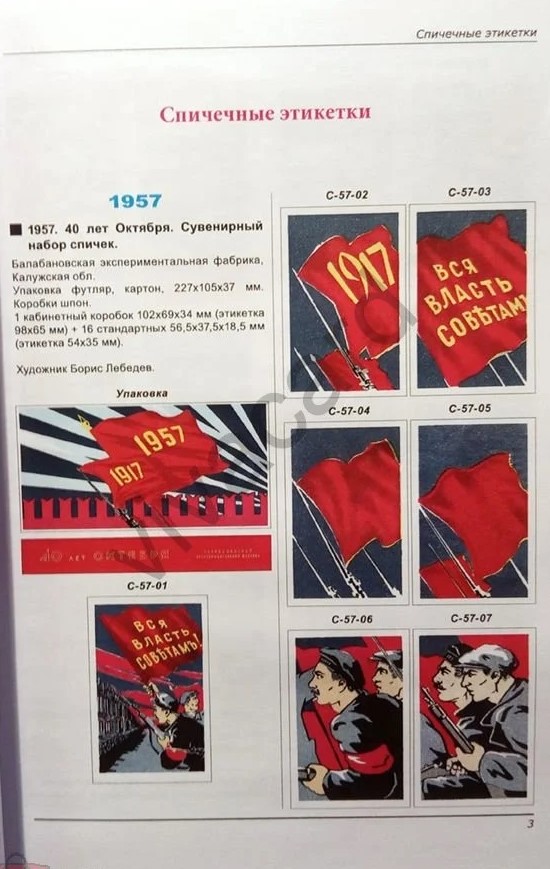 Спичечные этикетки
Спичечные этикетки
1957
1957. 40 лет Октября. Сувенирный
набор спичек.
Балабановская экспериментальная фабрика,
Калужская обл.
Упаковка футляр, картон, 227х105х37 мм.
Коробки шпон.
1 кабинетный коробок 102х69х34 мм (этикетка
98х65 мм) + 16 стандартных 56,5х37,5х18,5 мм
(этикетка 54х35 мм).
Художник Борис Лебедев.
Упаковка
1957
1917
40 ЛЕТ ОКТЯБРЯ
С-57-01
ВСЯ
ВЛАСТЬ
СОВѢТАМЪ!
С-57-02
1917
С-57-03
ВСЯ
ВЛАСТЬ
СОВѢТАМЪ
С-57-04
С-57-05
С-57-06
С-57-07
3